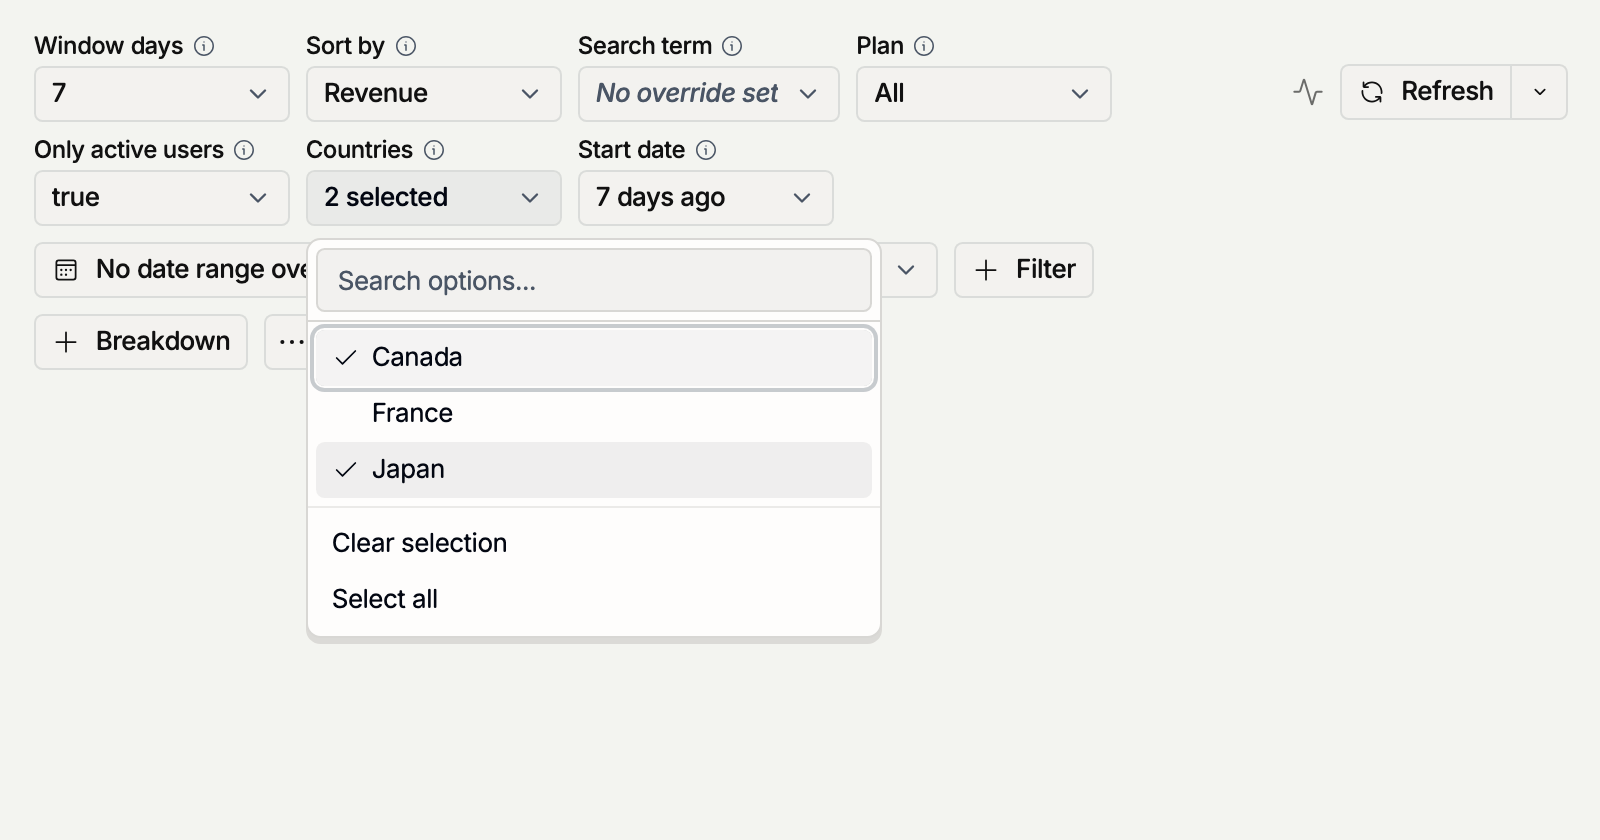 Window days
Sort by
Search term
Plan
7
Revenue
No override set
All
Refresh
Only active users
Countries
Start date
true
2 selected
7 days ago
No date range ove
Filter
Search options...
Breakdown
...
Canada
France
Japan
Clear selection
Select all